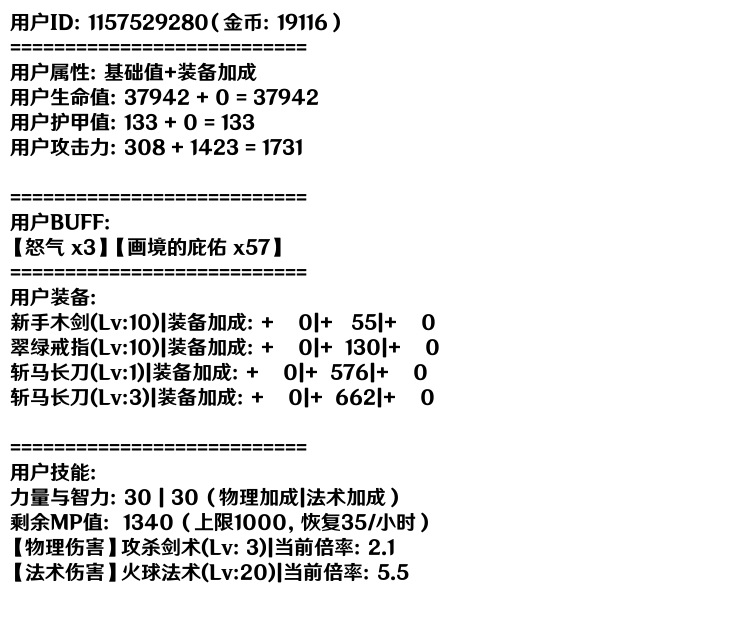 用户ID: 1157529280(金币: 19116)
===========================
用户属性: 基础值+装备加成
用户生命值: 37942 + 0 = 37942
用户护甲值: 133 + 0 = 133
用户攻击力: 308 + 1423 = 1731
===========================
用户BUFF:
【怒气 x3】【画境的庇佑 x57】
===========================
用户装备:
新手木剑(Lv:10)|装备加成: +    0|+   55|+    0
翠绿戒指(Lv:10)|装备加成: +    0|+  130|+    0
斩马长刀(Lv:1)|装备加成: +    0|+  576|+    0
斩马长刀(Lv:3)|装备加成: +    0|+  662|+    0
===========================
用户技能:
力量与智力: 30 | 30 (物理加成|法术加成)
剩余MP值:  1340 (上限1000, 恢复35/小时)
【物理伤害】攻杀剑术(Lv: 3)|当前倍率: 2.1
【法术伤害】火球法术(Lv:20)|当前倍率: 5.5